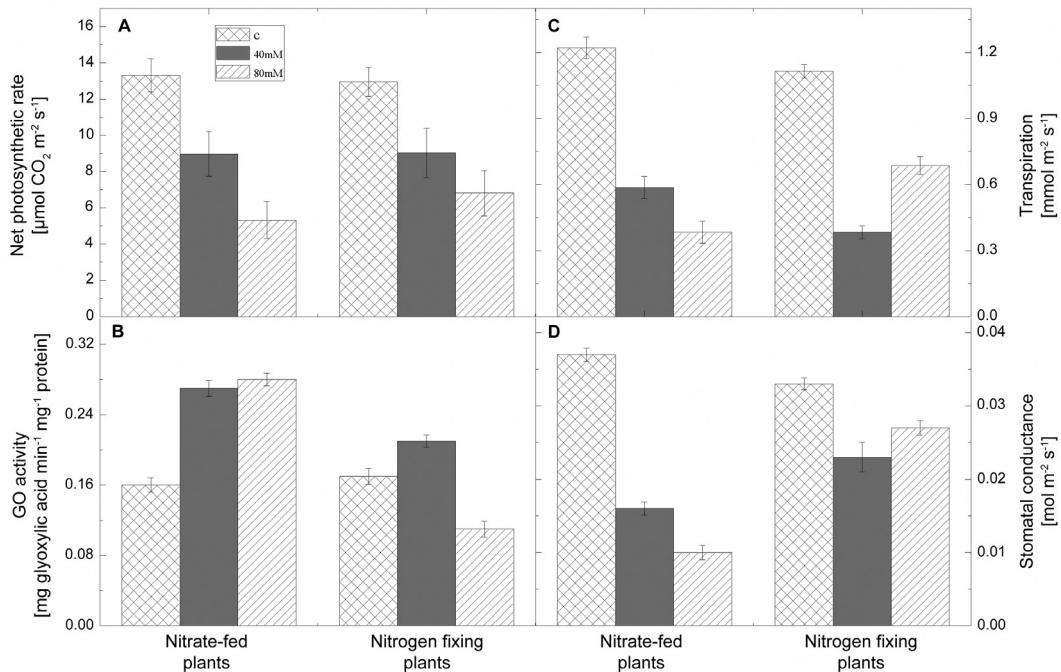 A
16
14
12
10
8
6
4
2
0
Net photosynthetic rate
[µmol CO₂ m⁻² s⁻¹]
c
40mM
80mM
C
1.2
0.9
0.6
0.3
0.0
Transpiration
[mmol m⁻² s⁻¹]
B
0.32
0.24
0.16
0.08
0.00
GO activity
[mg glyoxylic acid min⁻¹ mg⁻¹ protein]
D
0.04
0.03
0.02
0.01
0.00
Stomatal conductance
[mol m⁻² s⁻¹]
Nitrate-fed
plants
Nitrogen fixing
plants
Nitrate-fed
plants
Nitrogen fixing
plants